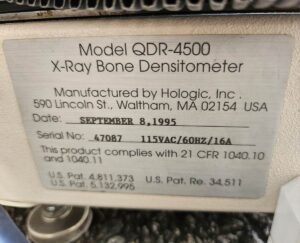 Model QDR-4500
X-Ray Bone Densitometer
Manufactured by Hologic, Inc.
590 Lincoln St., Waltham, MA 02154 USA
Date: SEPTEMBER 8,1995
Serial No: 47087 115VAC/60HZ/16A
This product complies with 21 CFR 1040.10
and 1040.11
U.S. Pat. 4,811,373 U.S. Pat. Re. 34,511
U.S. Pat. 5,132,995